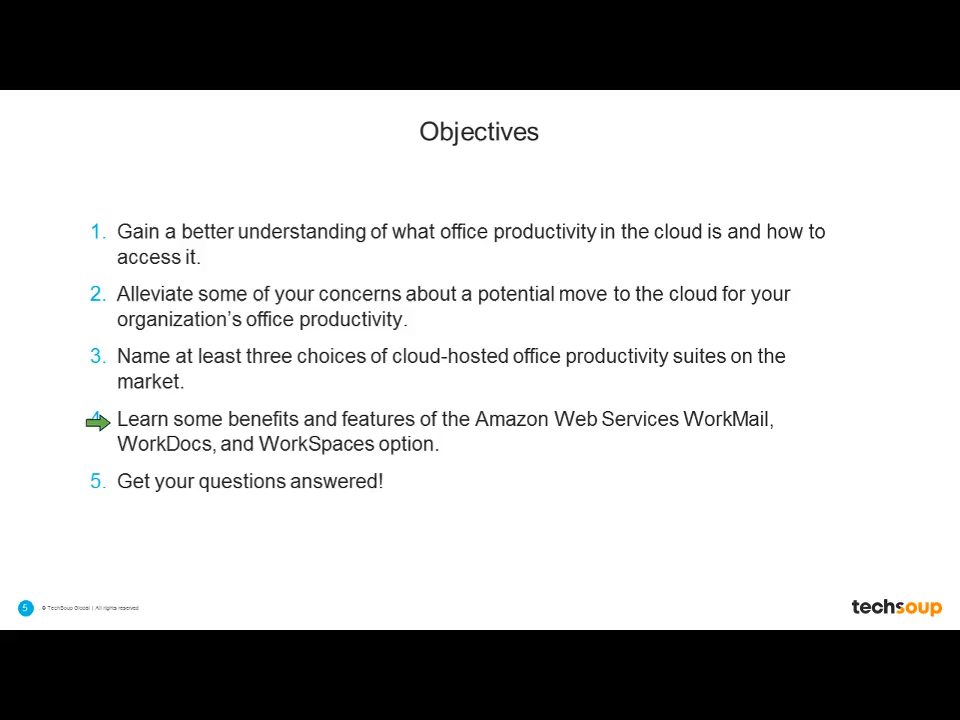 Objectives
1. Gain a better understanding of what office productivity in the cloud is and how to
access it.
2. Alleviate some of your concerns about a potential move to the cloud for your
organization's office productivity.
3. Name at least three choices of cloud-hosted office productivity suites on the
market.
4. Learn some benefits and features of the Amazon Web Services WorkMail,
WorkDocs, and WorkSpaces option.
5. Get your questions answered!
5 © TechSoup Global | All rights reserved
techsoup